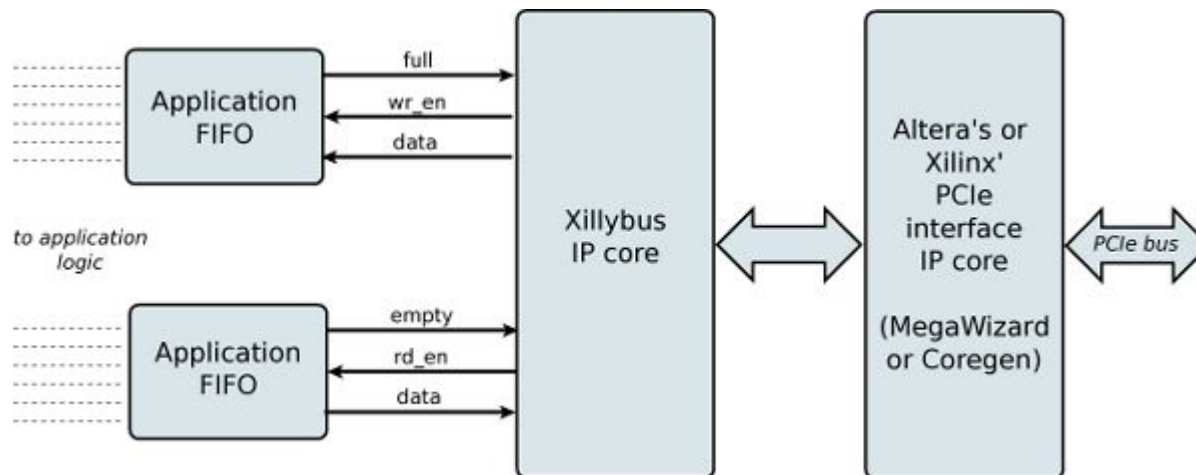 full
wr_en
data
Application
FIFO
to application
logic
empty
rd_en
data
Application
FIFO
Xillybus
IP core
Altera's or
Xilinx'
PCIe
interface
IP core
(MegaWizard
or Coregen)
PCIe bus